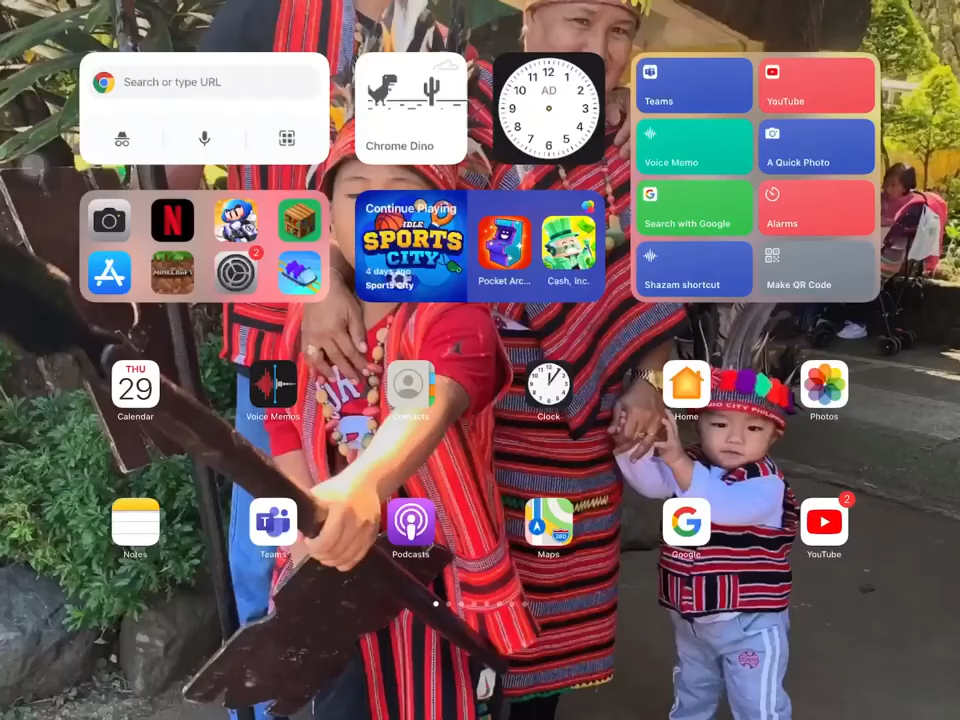 Search or type URL
Chrome Dino
12
11
1
10
AD
2
9
3
8
4
7
5
6
Teams
YouTube
Voice Memo
A Quick Photo
Search with Google
Alarms
Shazam shortcut
Make QR Code
N
2
MINECRAFT
Continue Playing
IDLE
SPORTS
CITY
4 days ago
Sports City
Pocket Arc...
Cash, Inc.
THU
29
Calendar
Voice Memos
Contacts
Clock
Home
Photos
Notes
Teams
Podcasts
Maps
280
Google
2
YouTube